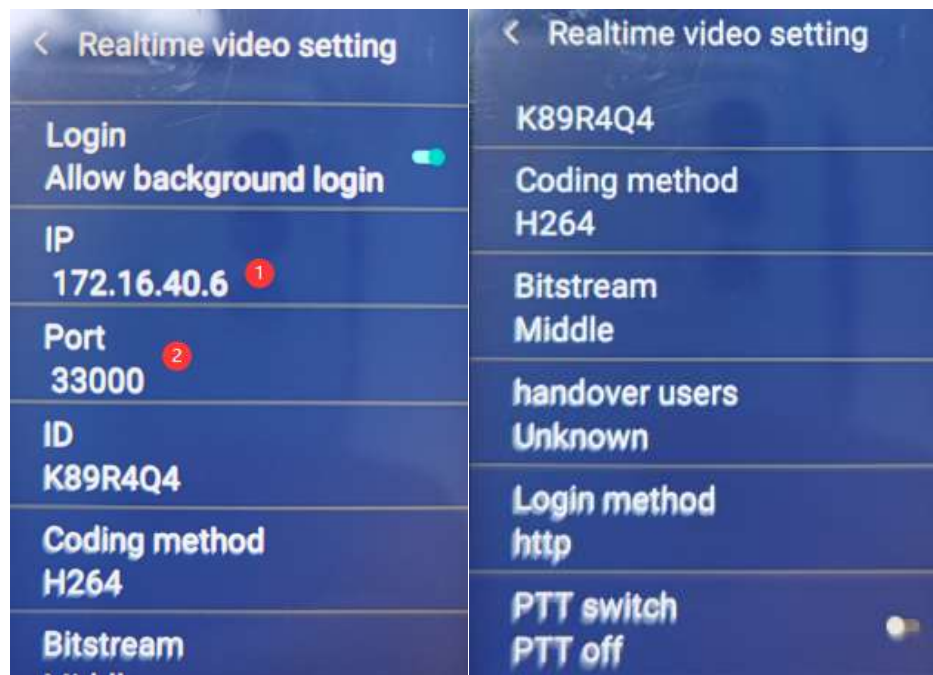 Realtime video setting
Login
Allow background login
IP
172.16.40.6
1
Port
33000
2
ID
K89R4Q4
Coding method
H264
Bitstream
Realtime video setting
K89R4Q4
Coding method
H264
Bitstream
Middle
handover users
Unknown
Login method
http
PTT switch
PTT off